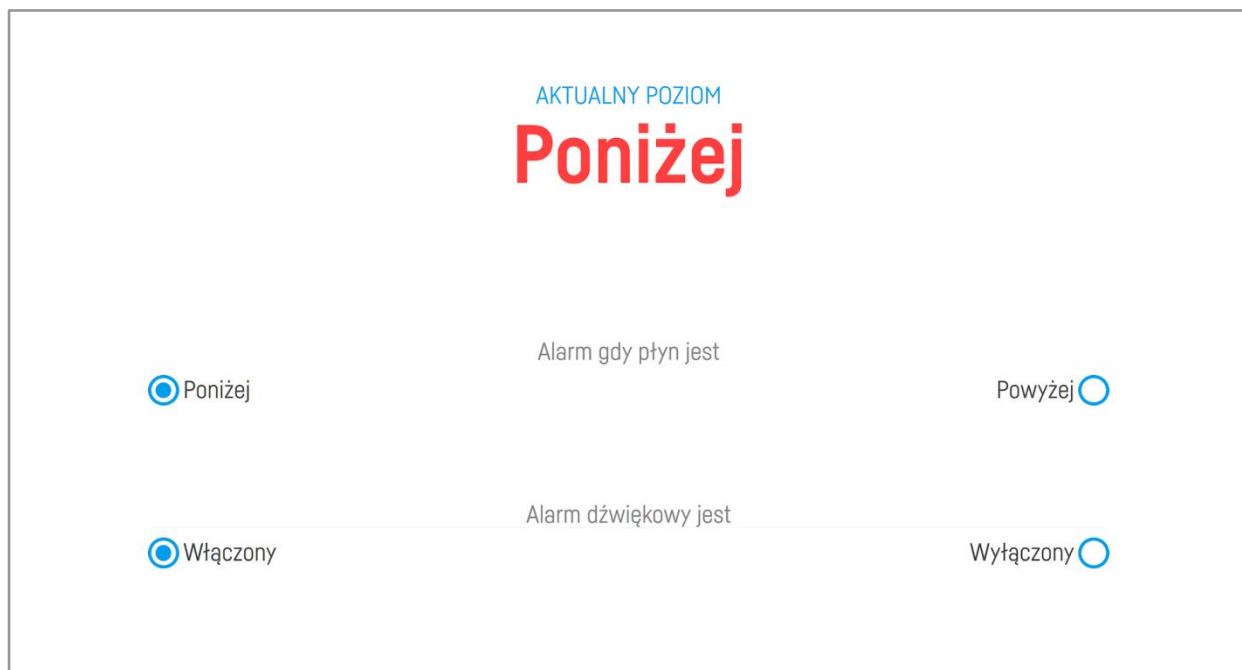 AKTUALNY POZIOM
Poniżej
Alarm gdy płyn jest
Poniżej Powyżej
Alarm dźwiękowy jest
Włączony Wyłączony